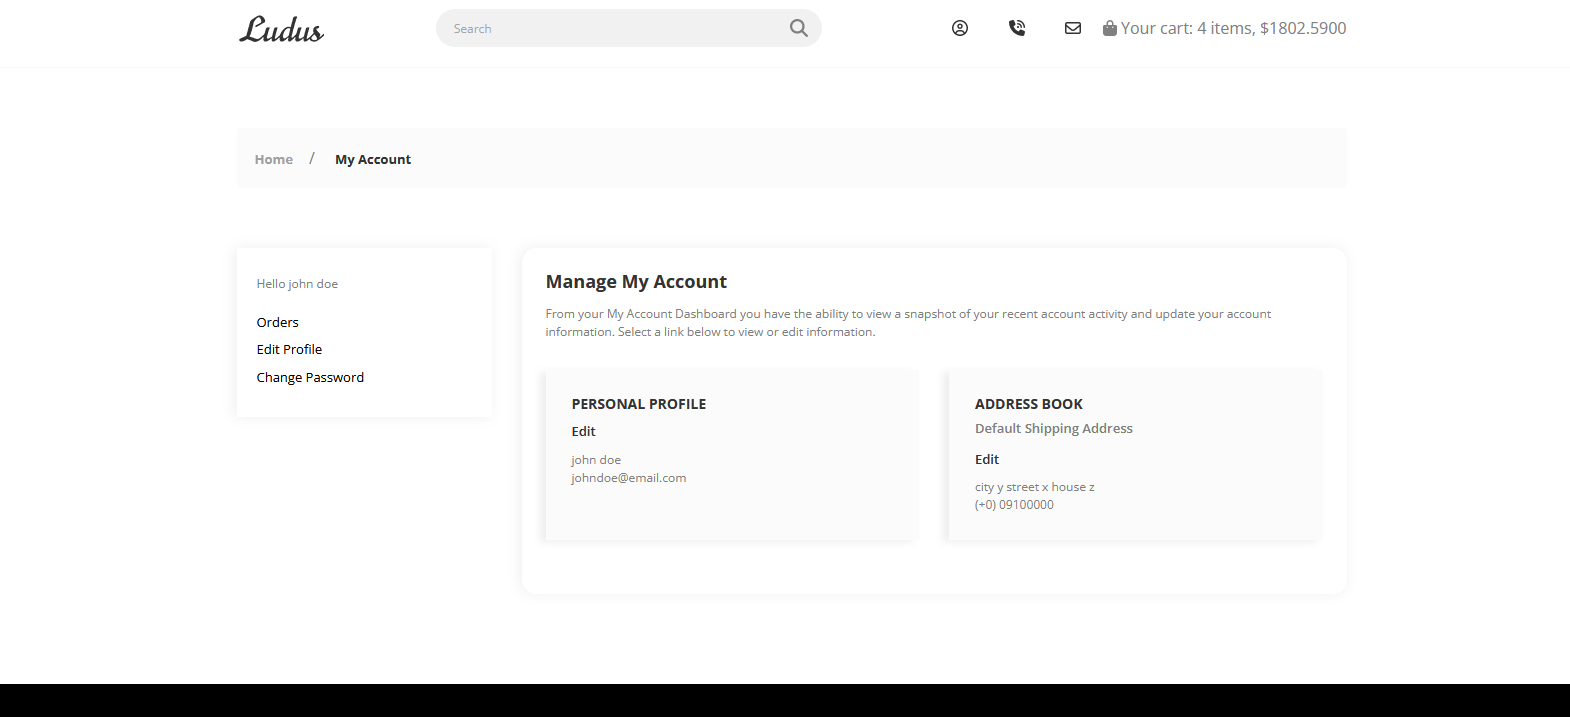 Ludus
Search
Your cart: 4 items, $1802.5900
Home / My Account
Hello john doe
Orders
Edit Profile
Change Password
Manage My Account
From your My Account Dashboard you have the ability to view a snapshot of your recent account activity and update your account
information. Select a link below to view or edit information.
PERSONAL PROFILE
Edit
john doe
johndoe@email.com
ADDRESS BOOK
Default Shipping Address
Edit
city y street x house z
(+0) 09100000